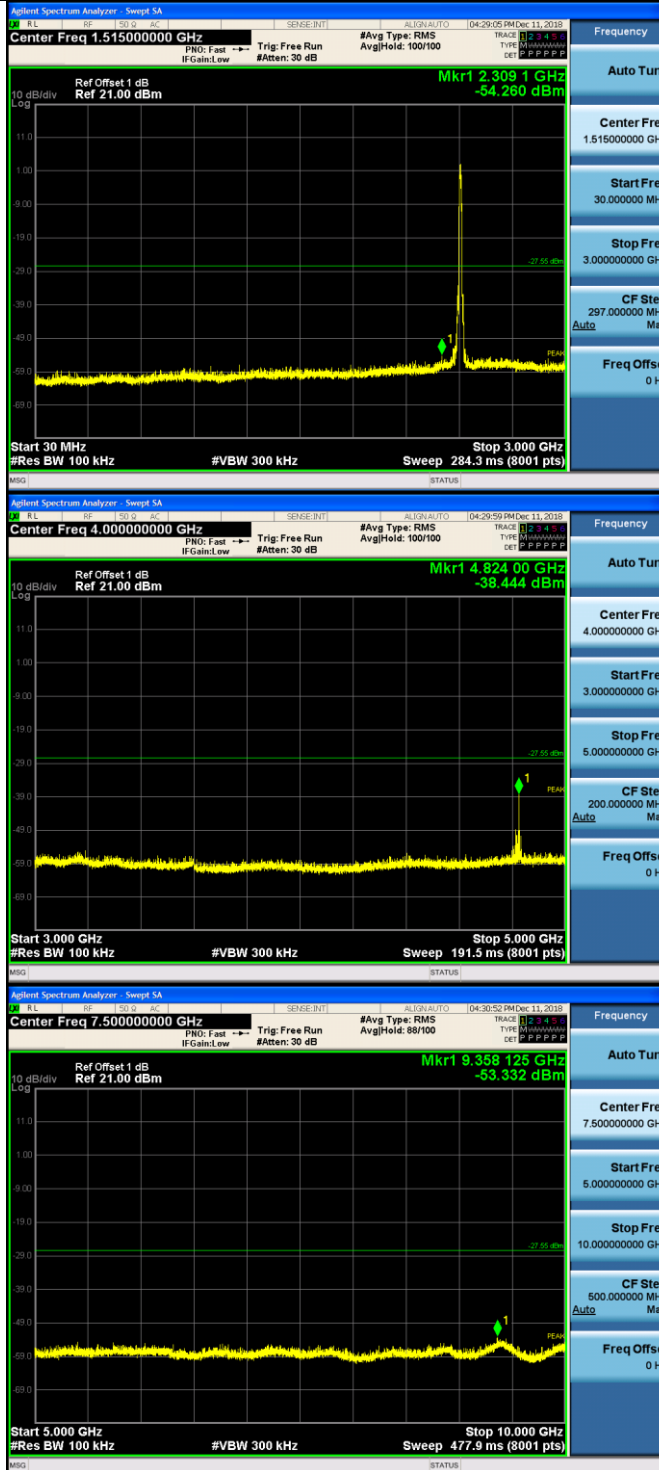 Agilent Spectrum Analyzer - Swept SA
RL RF 50 Ω AC SENSE:INT ALIGNAUTO 04:29:05 PM Dec 11, 2018
Center Freq 1.515000000 GHz
PNO: Fast
IFGain:Low
Trig: Free Run
#Atten: 30 dB
#Avg Type: RMS
Avg|Hold: 100/100
TRACE 1 2 3 4 5 6
TYPE M
DET P P P P P P
Mkr1 2.309 1 GHz
-54.260 dBm
Ref Offset 1 dB
10 dB/div Ref 21.00 dBm
Log
11.0
1.00
-9.00
-19.0
-27.55 dBm
-29.0
-39.0
-49.0
1
PEAK
-59.0
-69.0
Start 30 MHz Stop 3.000 GHz
#Res BW 100 kHz #VBW 300 kHz Sweep 284.3 ms (8001 pts)
MSG STATUS
Frequency
Auto Tun
Center Fre
1.515000000 GH
Start Fre
30.000000 MH
Stop Fre
3.000000000 GH
CF Ste
297.000000 MH
Auto Ma
Freq Offse
0 H
Agilent Spectrum Analyzer - Swept SA
RL RF 50 Ω AC SENSE:INT ALIGNAUTO 04:29:59 PM Dec 11, 2018
Center Freq 4.000000000 GHz
PNO: Fast
IFGain:Low
Trig: Free Run
#Atten: 30 dB
#Avg Type: RMS
Avg|Hold: 100/100
TRACE 1 2 3 4 5 6
TYPE M
DET P P P P P P
Mkr1 4.824 00 GHz
-38.444 dBm
Ref Offset 1 dB
10 dB/div Ref 21.00 dBm
Log
11.0
1.00
-9.00
-19.0
-27.55 dBm
-29.0
1
PEAK
-39.0
-49.0
-59.0
-69.0
Start 3.000 GHz Stop 5.000 GHz
#Res BW 100 kHz #VBW 300 kHz Sweep 191.5 ms (8001 pts)
MSG STATUS
Frequency
Auto Tun
Center Fre
4.000000000 GH
Start Fre
3.000000000 GH
Stop Fre
5.000000000 GH
CF Ste
200.000000 MH
Auto Ma
Freq Offse
0 H
Agilent Spectrum Analyzer - Swept SA
RL RF 50 Ω AC SENSE:INT ALIGNAUTO 04:30:52 PM Dec 11, 2018
Center Freq 7.500000000 GHz
PNO: Fast
IFGain:Low
Trig: Free Run
#Atten: 30 dB
#Avg Type: RMS
Avg|Hold: 88/100
TRACE 1 2 3 4 5 6
TYPE M
DET P P P P P P
Mkr1 9.358 125 GHz
-53.332 dBm
Ref Offset 1 dB
10 dB/div Ref 21.00 dBm
Log
11.0
1.00
-9.00
-19.0
-27.55 dBm
-29.0
-39.0
-49.0
1
PEAK
-59.0
-69.0
Start 5.000 GHz Stop 10.000 GHz
#Res BW 100 kHz #VBW 300 kHz Sweep 477.9 ms (8001 pts)
MSG STATUS
Frequency
Auto Tun
Center Fre
7.500000000 GH
Start Fre
5.000000000 GH
Stop Fre
10.000000000 GH
CF Ste
500.000000 MH
Auto Ma
Freq Offse
0 H